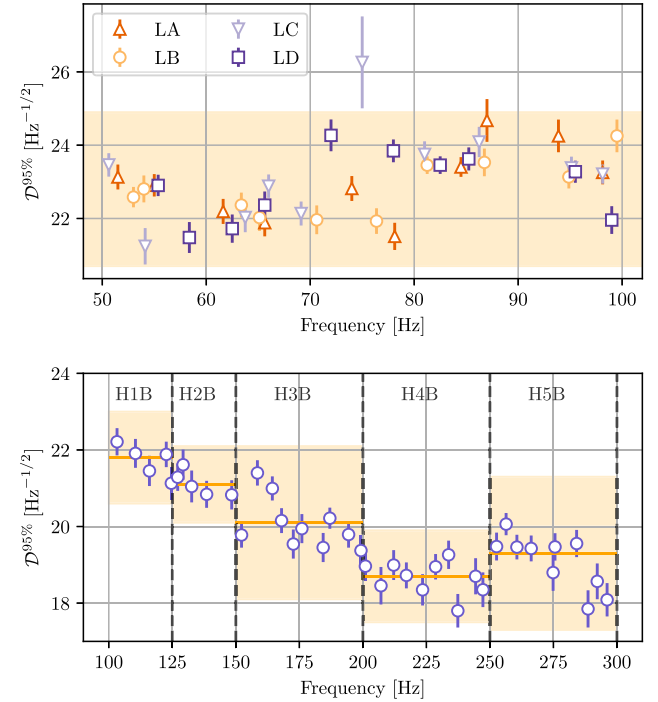 LA LC
LB LD
26
24
22
𝒟^95% [Hz^−1/2]
50 60 70 80 90 100
Frequency [Hz]
24
22
20
18
𝒟^95% [Hz^−1/2]
H1B H2B H3B H4B H5B
100 125 150 175 200 225 250 275 300
Frequency [Hz]